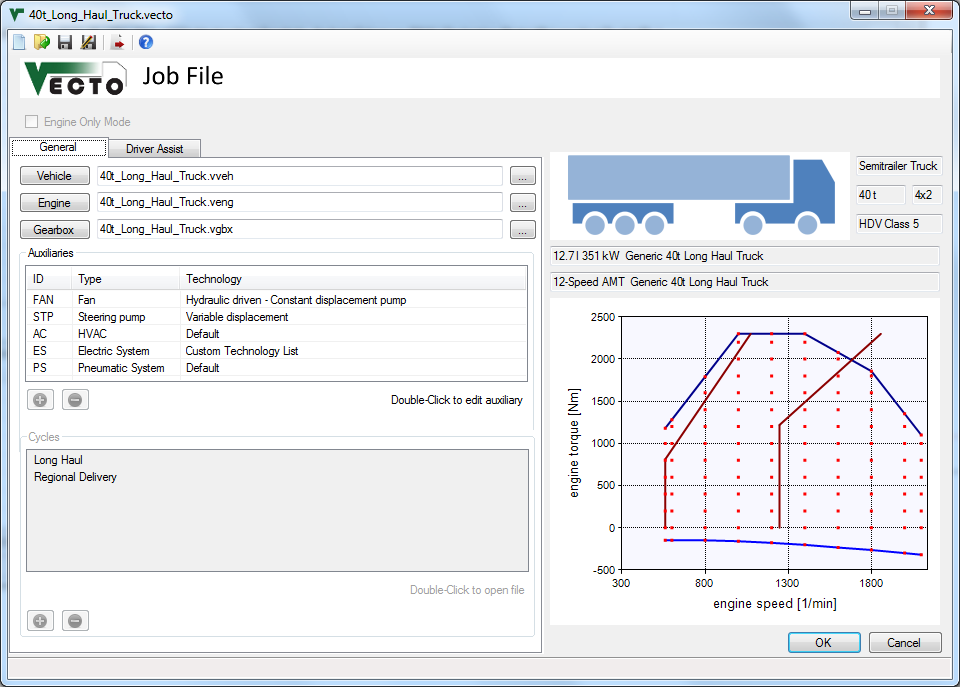 40t_Long_Haul_Truck.vecto
VECTO Job File
Engine Only Mode
General Driver Assist
Vehicle 40t_Long_Haul_Truck.vveh ...
Engine 40t_Long_Haul_Truck.veng ...
Gearbox 40t_Long_Haul_Truck.vgbx ...
Auxiliaries
ID Type Technology
FAN Fan Hydraulic driven - Constant displacement pump
STP Steering pump Variable displacement
AC HVAC Default
ES Electric System Custom Technology List
PS Pneumatic System Default
Double-Click to edit auxiliary
Cycles
Long Haul
Regional Delivery
Double-Click to open file
Semitrailer Truck
40 t 4x2
HDV Class 5
12.7 l 351 kW Generic 40t Long Haul Truck
12-Speed AMT Generic 40t Long Haul Truck
engine torque [Nm]
2500
2000
1500
1000
500
0
-500
300 800 1300 1800
engine speed [1/min]
OK Cancel